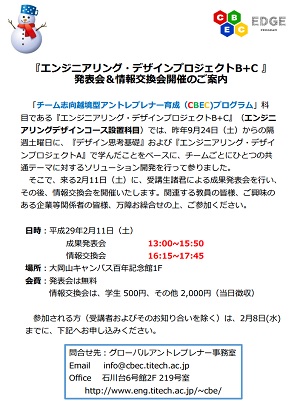 CBEC
EDGE
PROGRAM
『エンジニアリング・デザインプロジェクトB+C 』
発表会＆情報交換会開催のご案内
「チーム志向越境型アントレプレナー育成（CBEC)プログラム」科
目である『エンジニアリング・デザインプロジェクトB+C』（エンジニ
アリングデザインコース設置科目）では、昨年9月24日（土）からの隔
週土曜日に、『デザイン思考基礎』および『エンジニアリング・デザイ
ンプロジェクトA』で学んだことをベースに、チームごとにひとつの共
通テーマに対するソリューション開発を行って参りました。
そこで、来る2月11日（土）に、受講生諸君による成果発表会を行い、
その後、情報交換会を開催いたします。関連する教員の皆様、ご興味の
ある企業等関係者の皆様、万障お繰合せの上、ご参加ください。
日時：平成29年2月11日（土）
成果発表会 13:00~15:50
情報交換会 16:15~17:45
場所：大岡山キャンパス百年記念館1F
会費：発表会は無料
情報交換会は、学生 500円、その他 2,000円（当日徴収）
参加される方（受講者およびそのお知り合いを除く）は、2月8日(水)
までに、下記へお申し込みください。
問合せ先：グローバルアントレプレナー事務室
Email info@cbec.titech.ac.jp
Office 石川台6号館2F 219号室
http://www.eng.titech.ac.jp/~cbe/